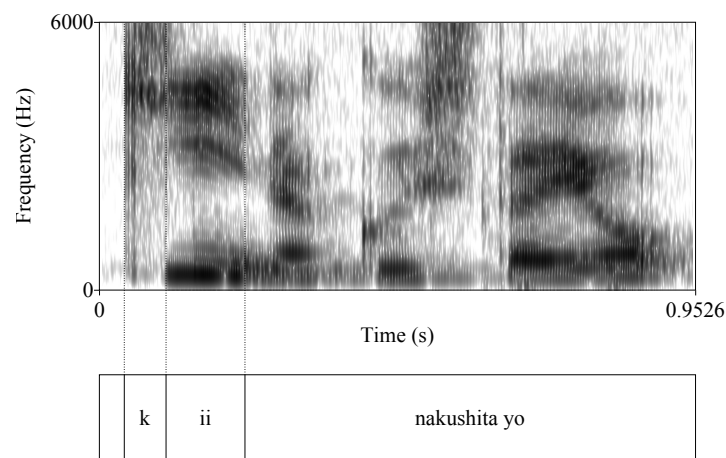 6000
Frequency (Hz)
0
0 0.9526
Time (s)
k ii nakushita yo